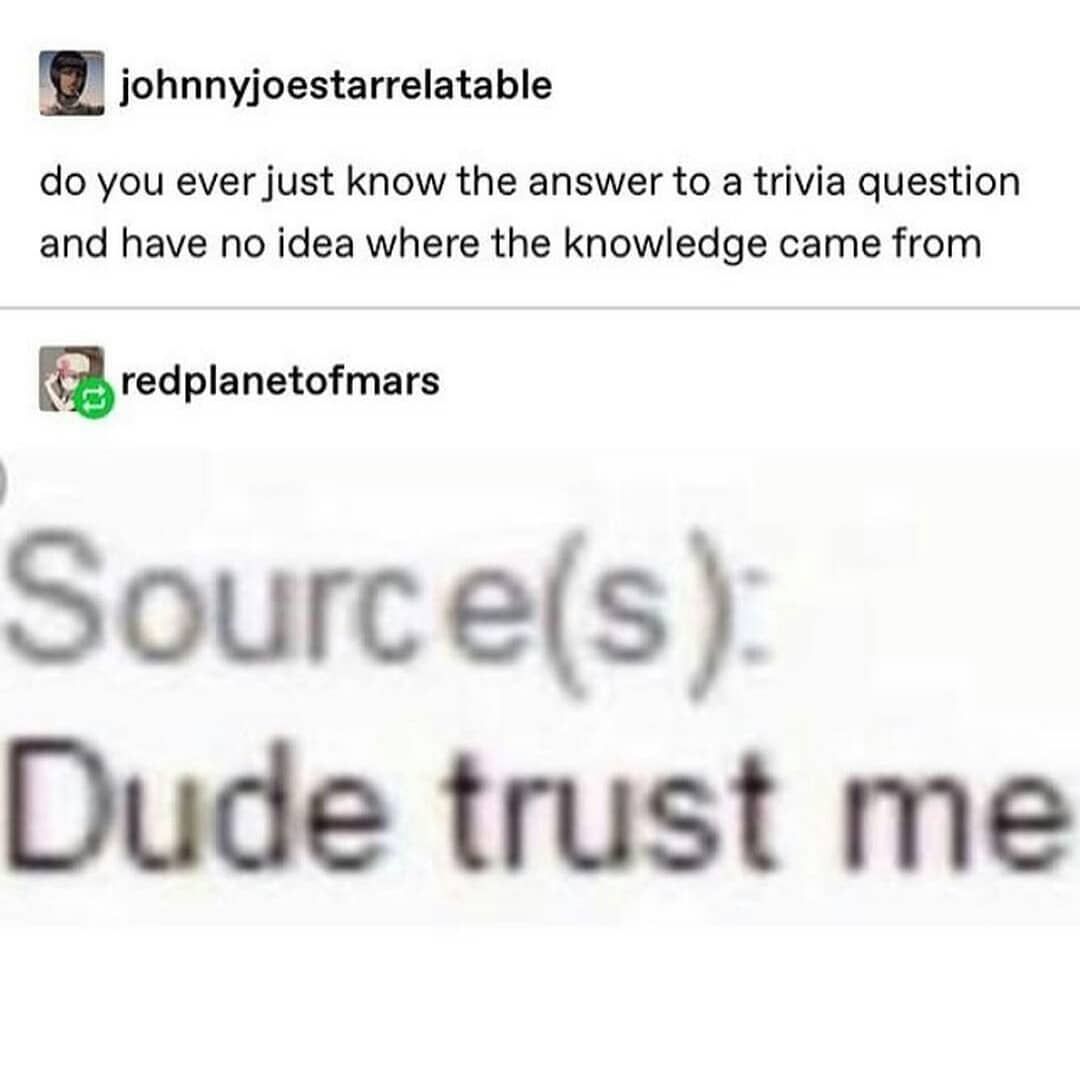 johnnyjoestarrelatable
do you ever just know the answer to a trivia question
and have no idea where the knowledge came from
redplanetofmars
Source(s):
Dude trust me